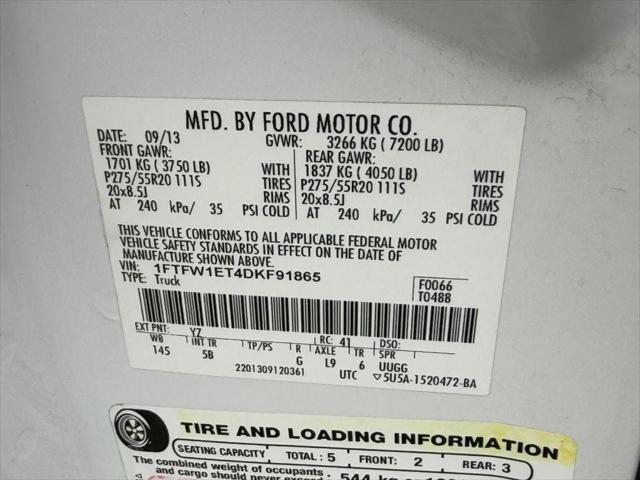 MFD. BY FORD MOTOR CO.
DATE: 09/13 GVWR: 3266 KG ( 7200 LB)
FRONT GAWR: REAR GAWR:
1701 KG ( 3750 LB) WITH 1837 KG ( 4050 LB) WITH
P275/55R20 111S TIRES P275/55R20 111S TIRES
20x8.5J RIMS 20x8.5J RIMS
AT 240 kPa/ 35 PSI COLD AT 240 kPa/ 35 PSI COLD
THIS VEHICLE CONFORMS TO ALL APPLICABLE FEDERAL MOTOR
VEHICLE SAFETY STANDARDS IN EFFECT ON THE DATE OF
MANUFACTURE SHOWN ABOVE.
VIN: 1FTFW1ET4DKF91865 F0066
TYPE: Truck T0488
EXT PNT: YZ RC: 41 DSO:
WB INT TR TP/PS R AXLE TR SPR
145 5B G L9 6 UUGG
2201309120361 UTC ▽5U5A-1520472-BA
TIRE AND LOADING INFORMATION
SEATING CAPACITY TOTAL : 5 FRONT : 2 REAR: 3
The combined weight of occupants
and cargo should never exceed 544 kg